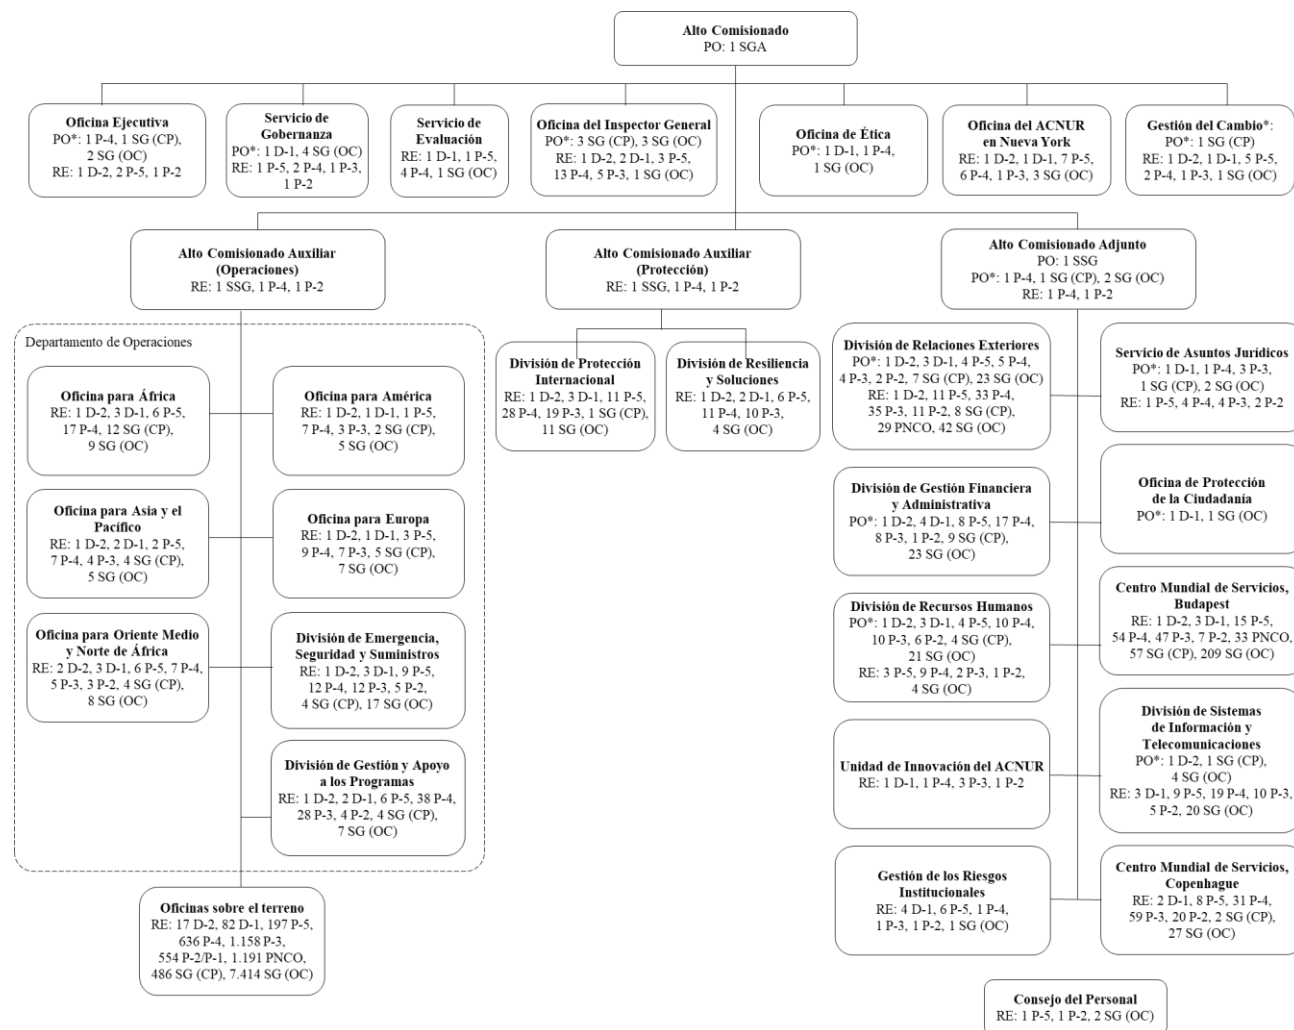 Alto Comisionado
PO: 1 SGA
Oficina Ejecutiva
PO*: 1 P-4, 1 SG (CP),
2 SG (OC)
RE: 1 D-2, 2 P-5, 1 P-2
Servicio de
Gobernanza
PO*: 1 D-1, 4 SG (OC)
RE: 1 P-5, 2 P-4, 1 P-3,
1 P-2
Servicio de
Evaluación
RE: 1 D-1, 1 P-5,
4 P-4, 1 SG (OC)
Oficina del Inspector General
PO*: 3 SG (CP), 3 SG (OC)
RE: 1 D-2, 2 D-1, 3 P-5,
13 P-4, 5 P-3, 1 SG (OC)
Oficina de Ética
PO*: 1 D-1, 1 P-4,
1 SG (OC)
Oficina del ACNUR
en Nueva York
RE: 1 D-2, 1 D-1, 7 P-5,
6 P-4, 1 P-3, 3 SG (OC)
Gestión del Cambio*:
PO*: 1 SG (CP)
RE: 1 D-2, 1 D-1, 5 P-5,
2 P-4, 1 P-3, 1 SG (OC)
Alto Comisionado Auxiliar
(Operaciones)
RE: 1 SSG, 1 P-4, 1 P-2
Alto Comisionado Auxiliar
(Protección)
RE: 1 SSG, 1 P-4, 1 P-2
Alto Comisionado Adjunto
PO: 1 SSG
PO*: 1 P-4, 1 SG (CP), 2 SG (OC)
RE: 1 P-4, 1 P-2
Departamento de Operaciones
Oficina para África
RE: 1 D-2, 3 D-1, 6 P-5,
17 P-4, 12 SG (CP),
9 SG (OC)
Oficina para América
RE: 1 D-2, 1 D-1, 1 P-5,
7 P-4, 3 P-3, 2 SG (CP),
5 SG (OC)
Oficina para Asia y el
Pacífico
RE: 1 D-2, 2 D-1, 2 P-5,
7 P-4, 4 P-3, 4 SG (CP),
5 SG (OC)
Oficina para Europa
RE: 1 D-2, 1 D-1, 3 P-5,
9 P-4, 7 P-3, 5 SG (CP),
7 SG (OC)
Oficina para Oriente Medio
y Norte de África
RE: 2 D-2, 3 D-1, 6 P-5, 7 P-4,
5 P-3, 3 P-2, 4 SG (CP),
8 SG (OC)
División de Emergencia,
Seguridad y Suministros
RE: 1 D-2, 3 D-1, 9 P-5,
12 P-4, 12 P-3, 5 P-2,
4 SG (CP), 17 SG (OC)
División de Gestión y Apoyo
a los Programas
RE: 1 D-2, 2 D-1, 6 P-5, 38 P-4,
28 P-3, 4 P-2, 4 SG (CP),
7 SG (OC)
Oficinas sobre el terreno
RE: 17 D-2, 82 D-1, 197 P-5,
636 P-4, 1.158 P-3,
554 P-2/P-1, 1.191 PNCO,
486 SG (CP), 7.414 SG (OC)
División de Protección
Internacional
RE: 1 D-2, 3 D-1, 11 P-5,
28 P-4, 19 P-3, 1 SG (CP),
11 SG (OC)
División de Resiliencia
y Soluciones
RE: 1 D-2, 2 D-1, 6 P-5,
11 P-4, 10 P-3,
4 SG (OC)
División de Relaciones Exteriores
PO*: 1 D-2, 3 D-1, 4 P-5, 5 P-4,
4 P-3, 2 P-2, 7 SG (CP), 23 SG (OC)
RE: 1 D-2, 11 P-5, 33 P-4,
35 P-3, 11 P-2, 8 SG (CP),
29 PNCO, 42 SG (OC)
Servicio de Asuntos Jurídicos
PO*: 1 D-1, 1 P-4, 3 P-3,
1 SG (CP), 2 SG (OC)
RE: 1 P-5, 4 P-4, 4 P-3, 2 P-2
División de Gestión Financiera
y Administrativa
PO*: 1 D-2, 4 D-1, 8 P-5, 17 P-4,
8 P-3, 1 P-2, 9 SG (CP),
23 SG (OC)
Oficina de Protección
de la Ciudadanía
PO*: 1 D-1, 1 SG (OC)
División de Recursos Humanos
PO*: 1 D-2, 3 D-1, 4 P-5, 10 P-4,
10 P-3, 6 P-2, 4 SG (CP),
21 SG (OC)
RE: 3 P-5, 9 P-4, 2 P-3, 1 P-2,
4 SG (OC)
Centro Mundial de Servicios,
Budapest
RE: 1 D-2, 3 D-1, 15 P-5,
54 P-4, 47 P-3, 7 P-2, 33 PNCO,
57 SG (CP), 209 SG (OC)
Unidad de Innovación del ACNUR
RE: 1 D-1, 1 P-4, 3 P-3, 1 P-2
División de Sistemas
de Información y
Telecomunicaciones
PO*: 1 D-2, 1 SG (CP),
4 SG (OC)
RE: 3 D-1, 9 P-5, 19 P-4, 10 P-3,
5 P-2, 20 SG (OC)
Gestión de los Riesgos
Institucionales
RE: 4 D-1, 6 P-5, 1 P-4,
1 P-3, 1 P-2, 1 SG (OC)
Centro Mundial de Servicios,
Copenhague
RE: 2 D-1, 8 P-5, 31 P-4,
59 P-3, 20 P-2, 2 SG (CP),
27 SG (OC)
Consejo del Personal
RE: 1 P-5, 1 P-2, 2 SG (OC)